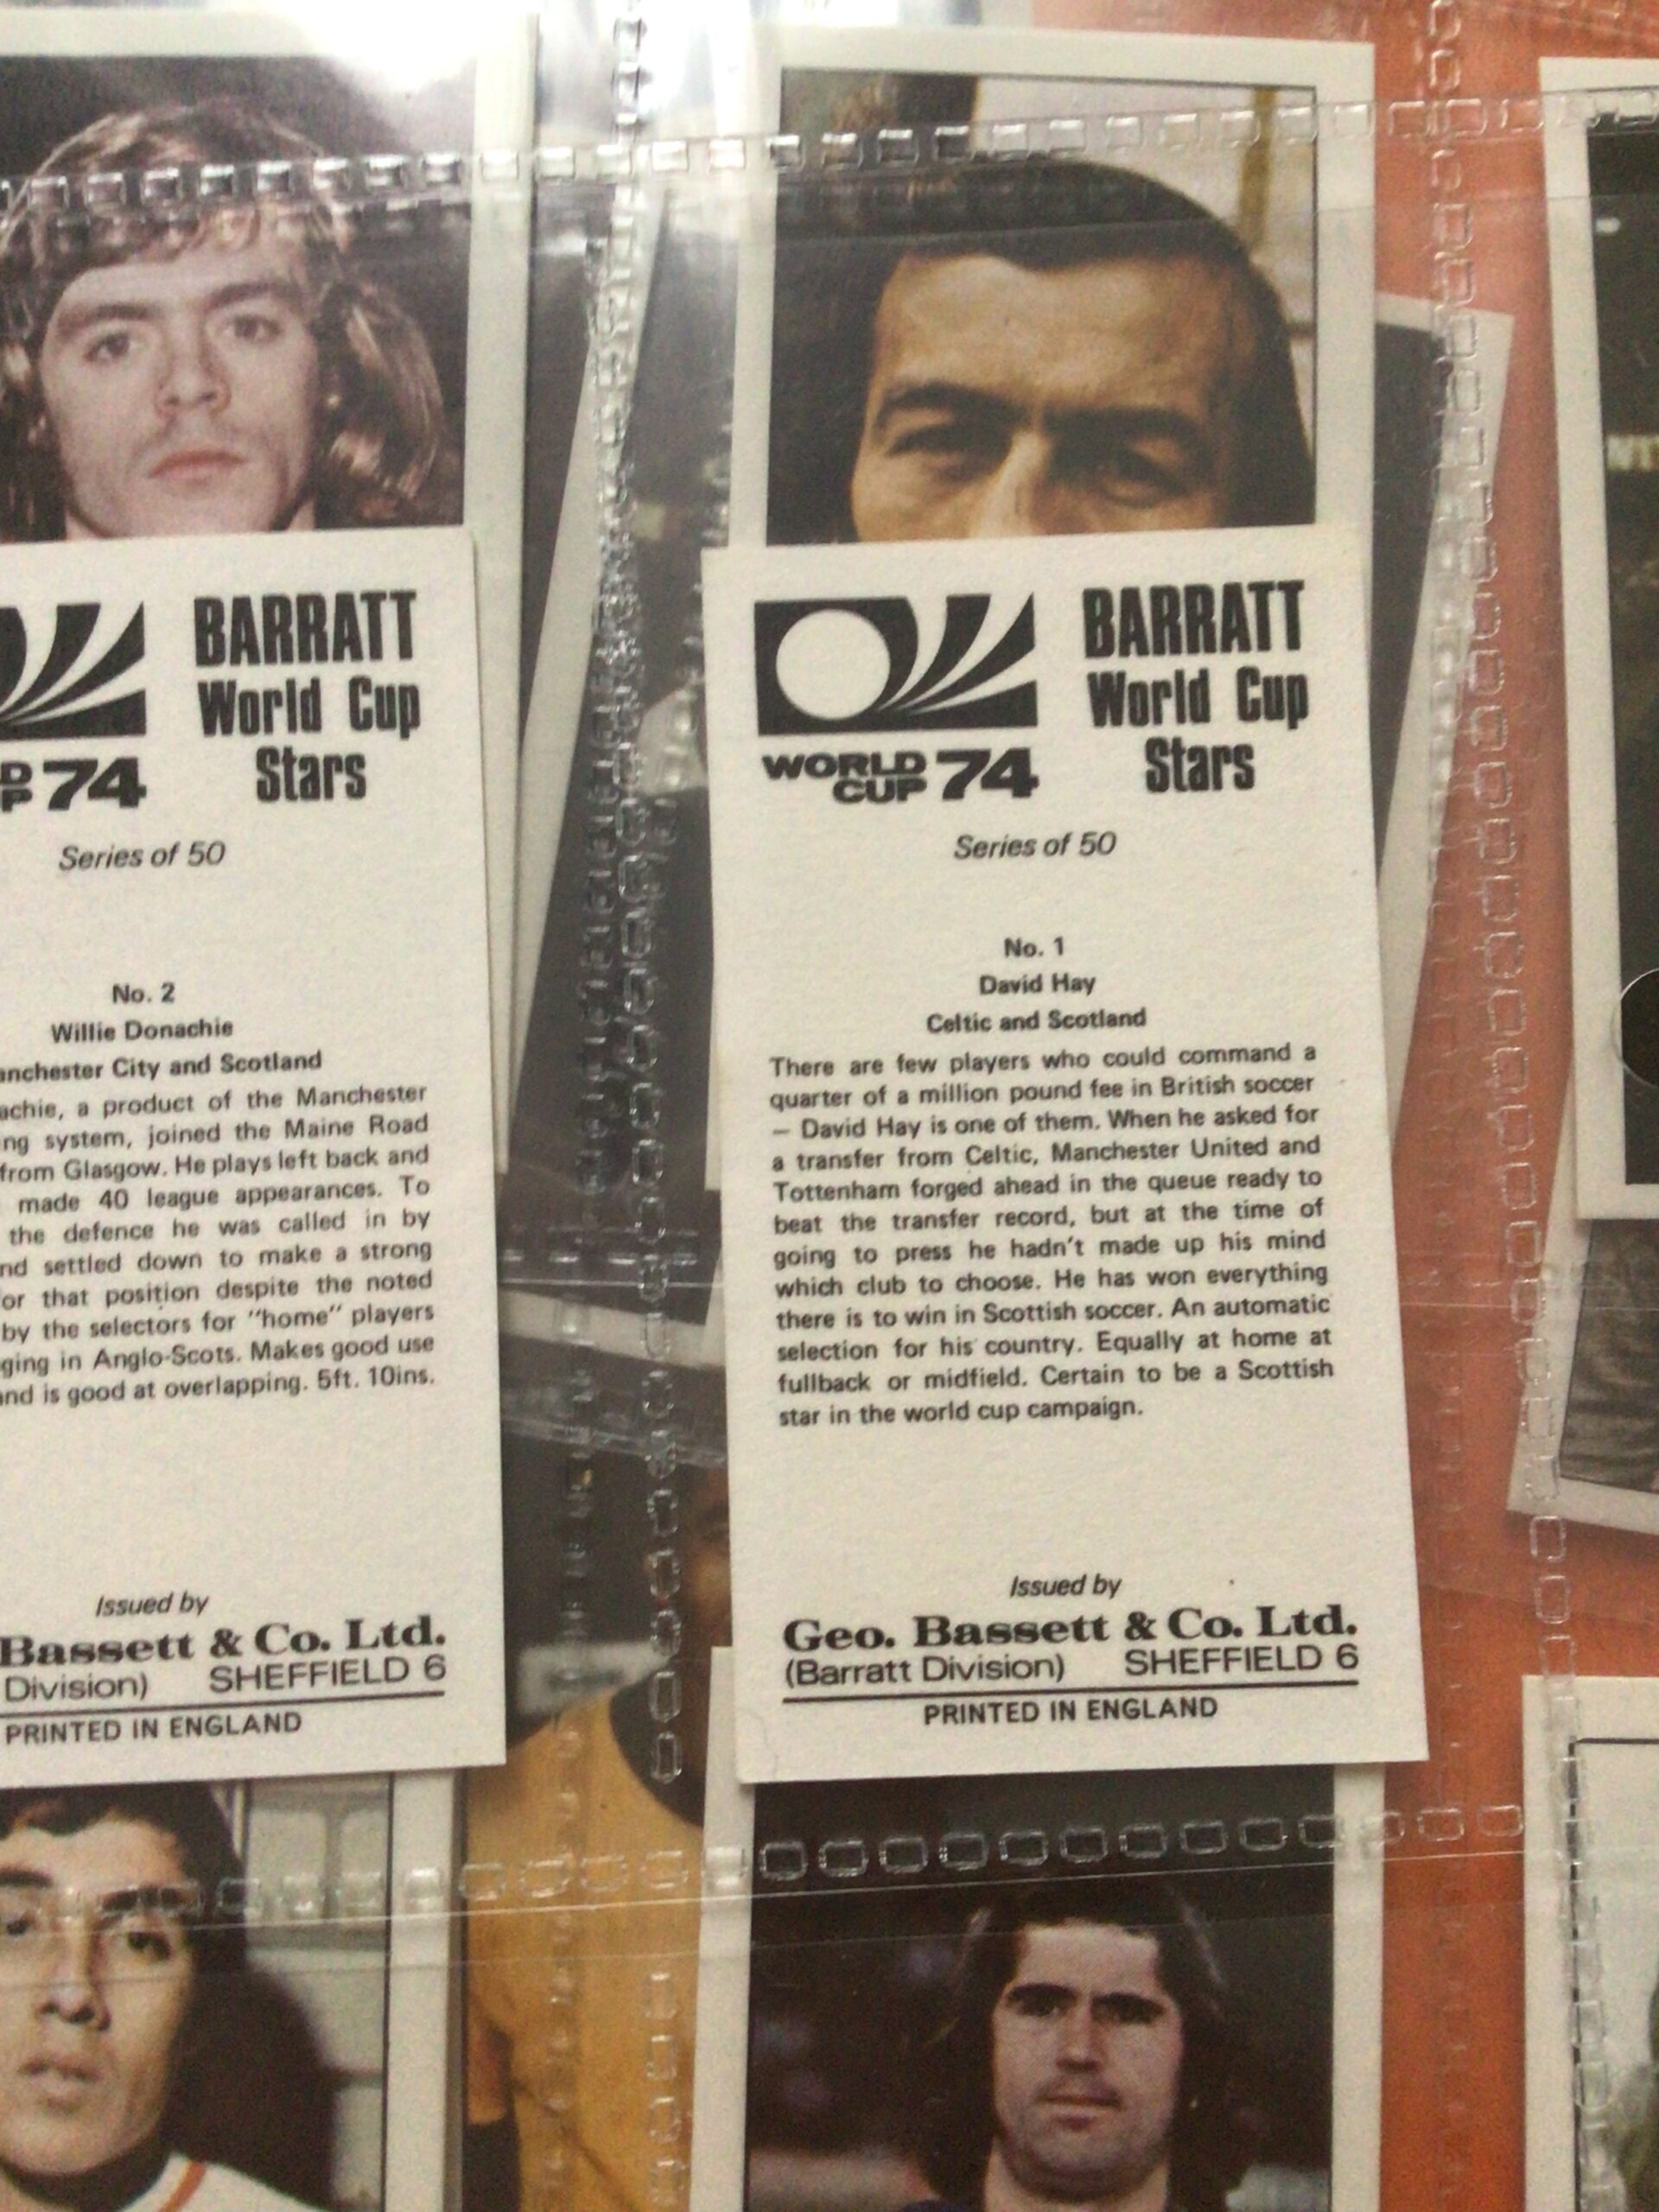 BARRATT
World Cup
Stars
74
Series of 50
No. 2
Willie Donachie
Manchester City and Scotland
a product of the Manchester
system, joined the Maine Road
from Glasgow. He plays left back and
made 40 league appearances. To
the defence he was called in by
settled down to make a strong
that position despite the noted
by the selectors for "home" players
in Anglo-Scots. Makes good use
is good at overlapping. 5ft. 10ins.
Issued by
Bassett & Co. Ltd.
Division) SHEFFIELD 6
PRINTED IN ENGLAND
BARRATT
World Cup
Stars
WORLD
CUP 74
Series of 50
No. 1
David Hay
Celtic and Scotland
There are few players who could command a
quarter of a million pound fee in British soccer
— David Hay is one of them. When he asked for
a transfer from Celtic, Manchester United and
Tottenham forged ahead in the queue ready to
beat the transfer record, but at the time of
going to press he hadn't made up his mind
which club to choose. He has won everything
there is to win in Scottish soccer. An automatic
selection for his country. Equally at home at
fullback or midfield. Certain to be a Scottish
star in the world cup campaign.
Issued by
Geo. Bassett & Co. Ltd.
(Barratt Division) SHEFFIELD 6
PRINTED IN ENGLAND